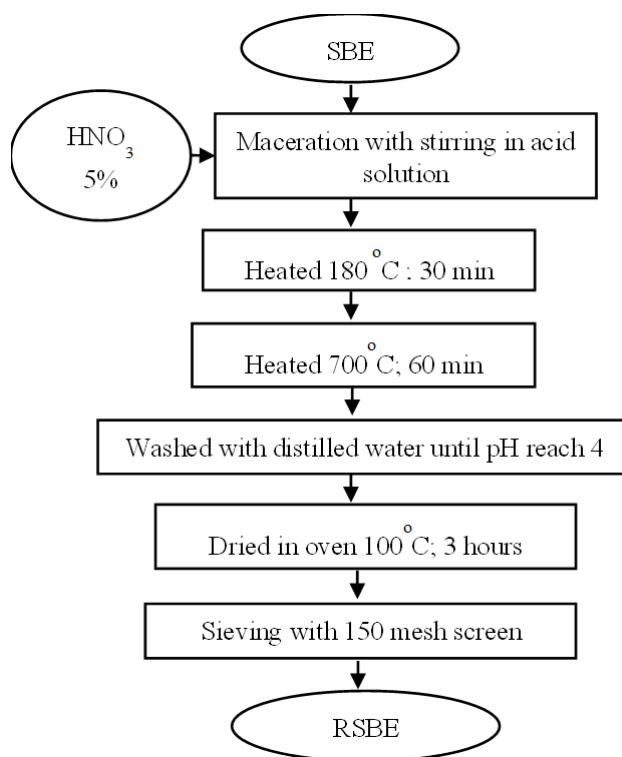 SBE
HNO3
5%
Maceration with stirring in acid
solution
Heated 180°C ; 30 min
Heated 700°C; 60 min
Washed with distilled water until pH reach 4
Dried in oven 100°C; 3 hours
Sieving with 150 mesh screen
RSBE